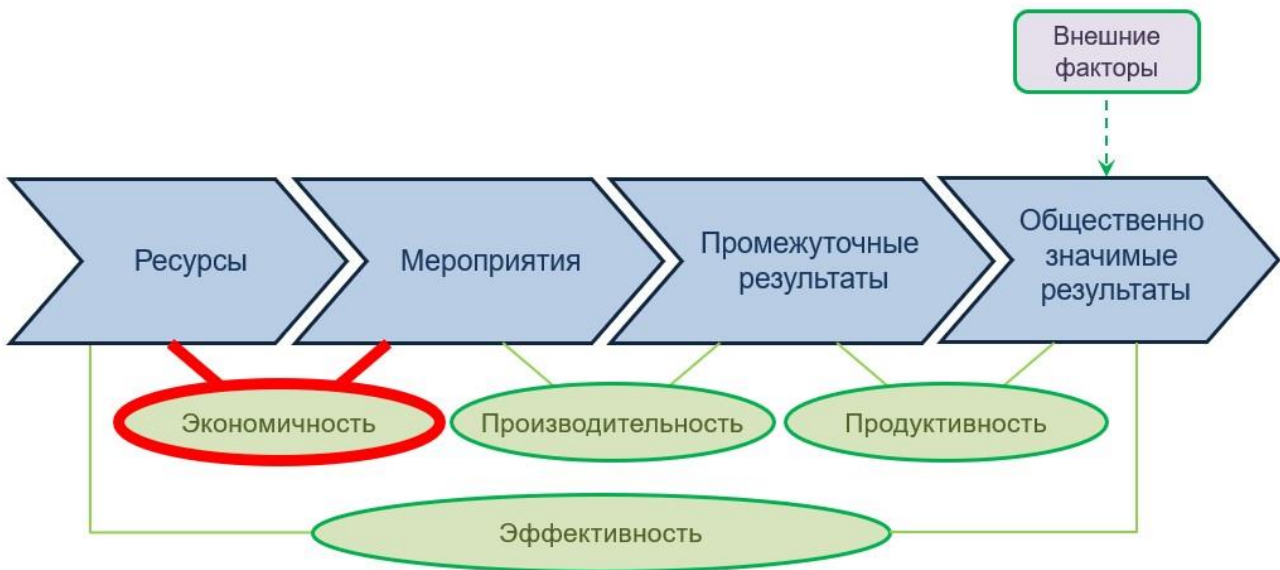 Внешние
факторы
Ресурсы
Мероприятия
Промежуточные
результаты
Общественно
значимые
результаты
Экономичность
Производительность
Продуктивность
Эффективность